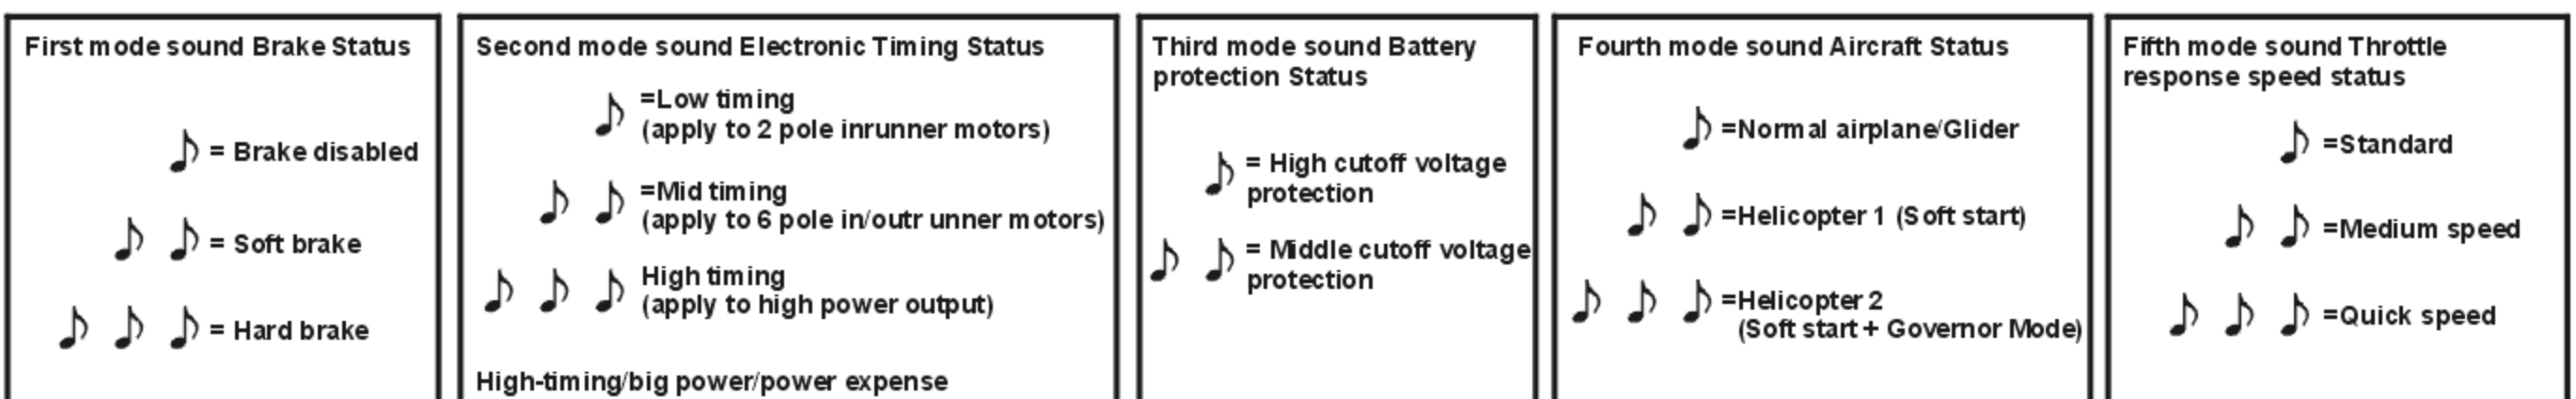 First mode sound Brake Status
= Brake disabled
= Soft brake
= Hard brake
Second mode sound Electronic Timing Status
=Low timing
(apply to 2 pole inrunner motors)
=Mid timing
(apply to 6 pole in/outr unner motors)
High timing
(apply to high power output)
High-timing/big power/power expense
Third mode sound Battery
protection Status
= High cutoff voltage
protection
= Middle cutoff voltage
protection
Fourth mode sound Aircraft Status
=Normal airplane/Glider
=Helicopter 1 (Soft start)
=Helicopter 2
(Soft start + Governor Mode)
Fifth mode sound Throttle
response speed status
=Standard
=Medium speed
=Quick speed